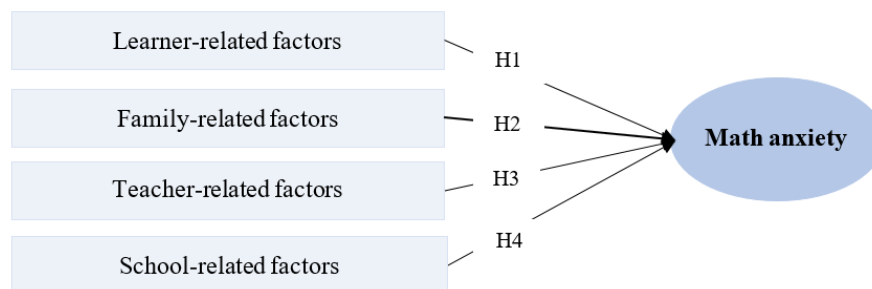 Learner-related factors
H1
Family-related factors
H2
Math anxiety
Teacher-related factors
H3
School-related factors
H4